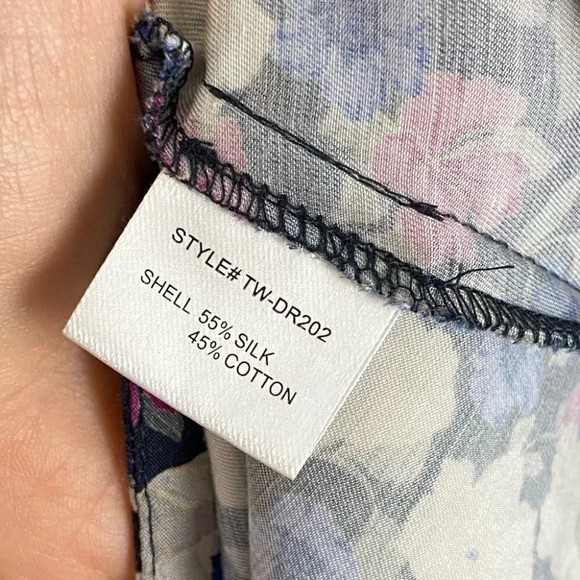 STYLE# TW-DR202
SHELL 55% SILK
45% COTTON